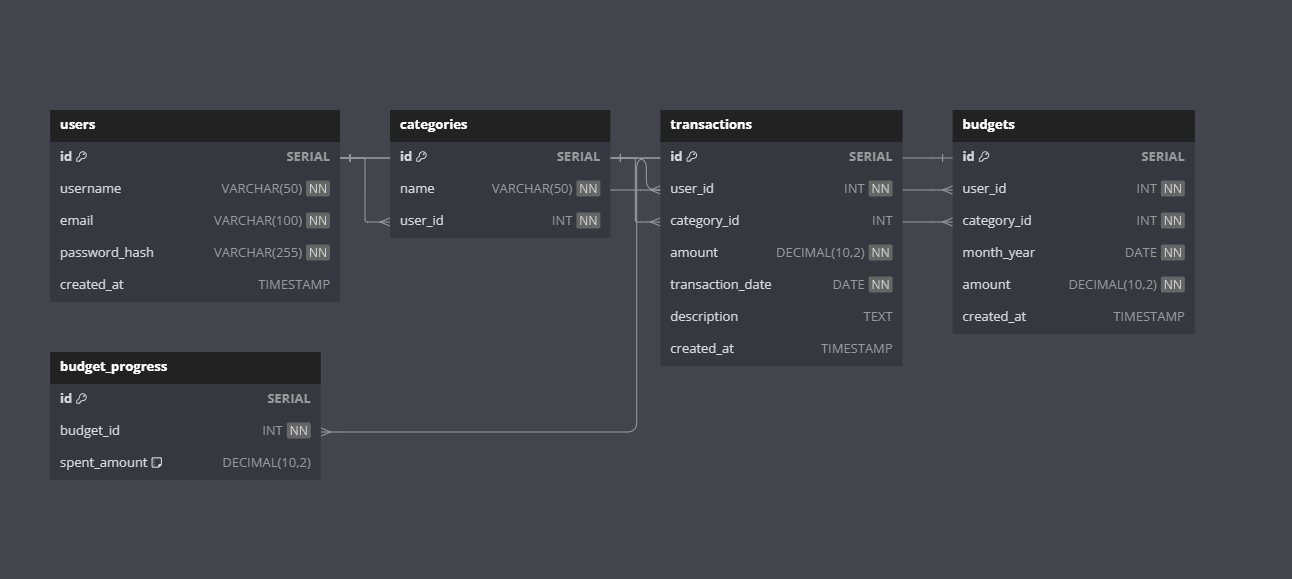 users
id SERIAL
username VARCHAR(50) NN
email VARCHAR(100) NN
password_hash VARCHAR(255) NN
created_at TIMESTAMP
categories
id SERIAL
name VARCHAR(50) NN
user_id INT NN
transactions
id SERIAL
user_id INT NN
category_id INT
amount DECIMAL(10,2) NN
transaction_date DATE NN
description TEXT
created_at TIMESTAMP
budgets
id SERIAL
user_id INT NN
category_id INT NN
month_year DATE NN
amount DECIMAL(10,2) NN
created_at TIMESTAMP
budget_progress
id SERIAL
budget_id INT NN
spent_amount DECIMAL(10,2)